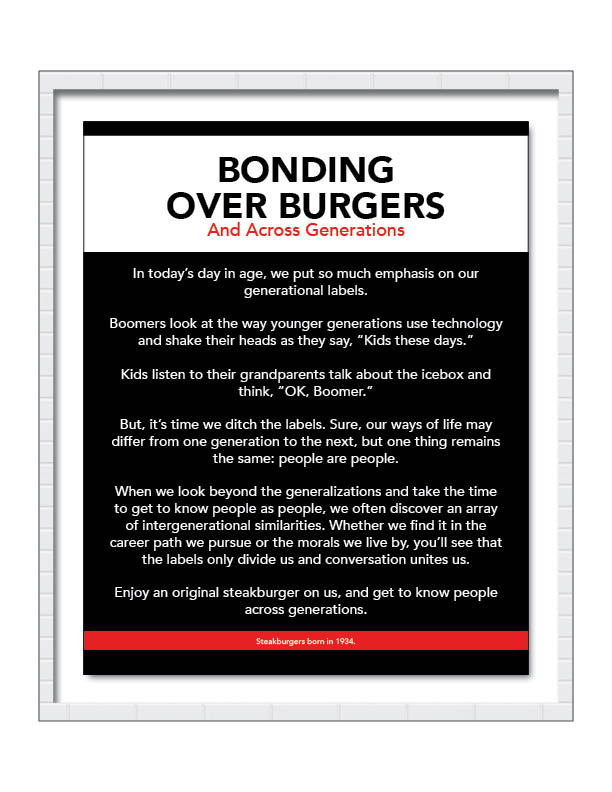 BONDING
OVER BURGERS
And Across Generations
In today’s day in age, we put so much emphasis on our
generational labels.
Boomers look at the way younger generations use technology
and shake their heads as they say, “Kids these days.”
Kids listen to their grandparents talk about the icebox and
think, “OK, Boomer.”
But, it’s time we ditch the labels. Sure, our ways of life may
differ from one generation to the next, but one thing remains
the same: people are people.
When we look beyond the generalizations and take the time
to get to know people as people, we often discover an array
of intergenerational similarities. Whether we find it in the
career path we pursue or the morals we live by, you’ll see that
the labels only divide us and conversation unites us.
Enjoy an original steakburger on us, and get to know people
across generations.
Steakburgers born in 1934.